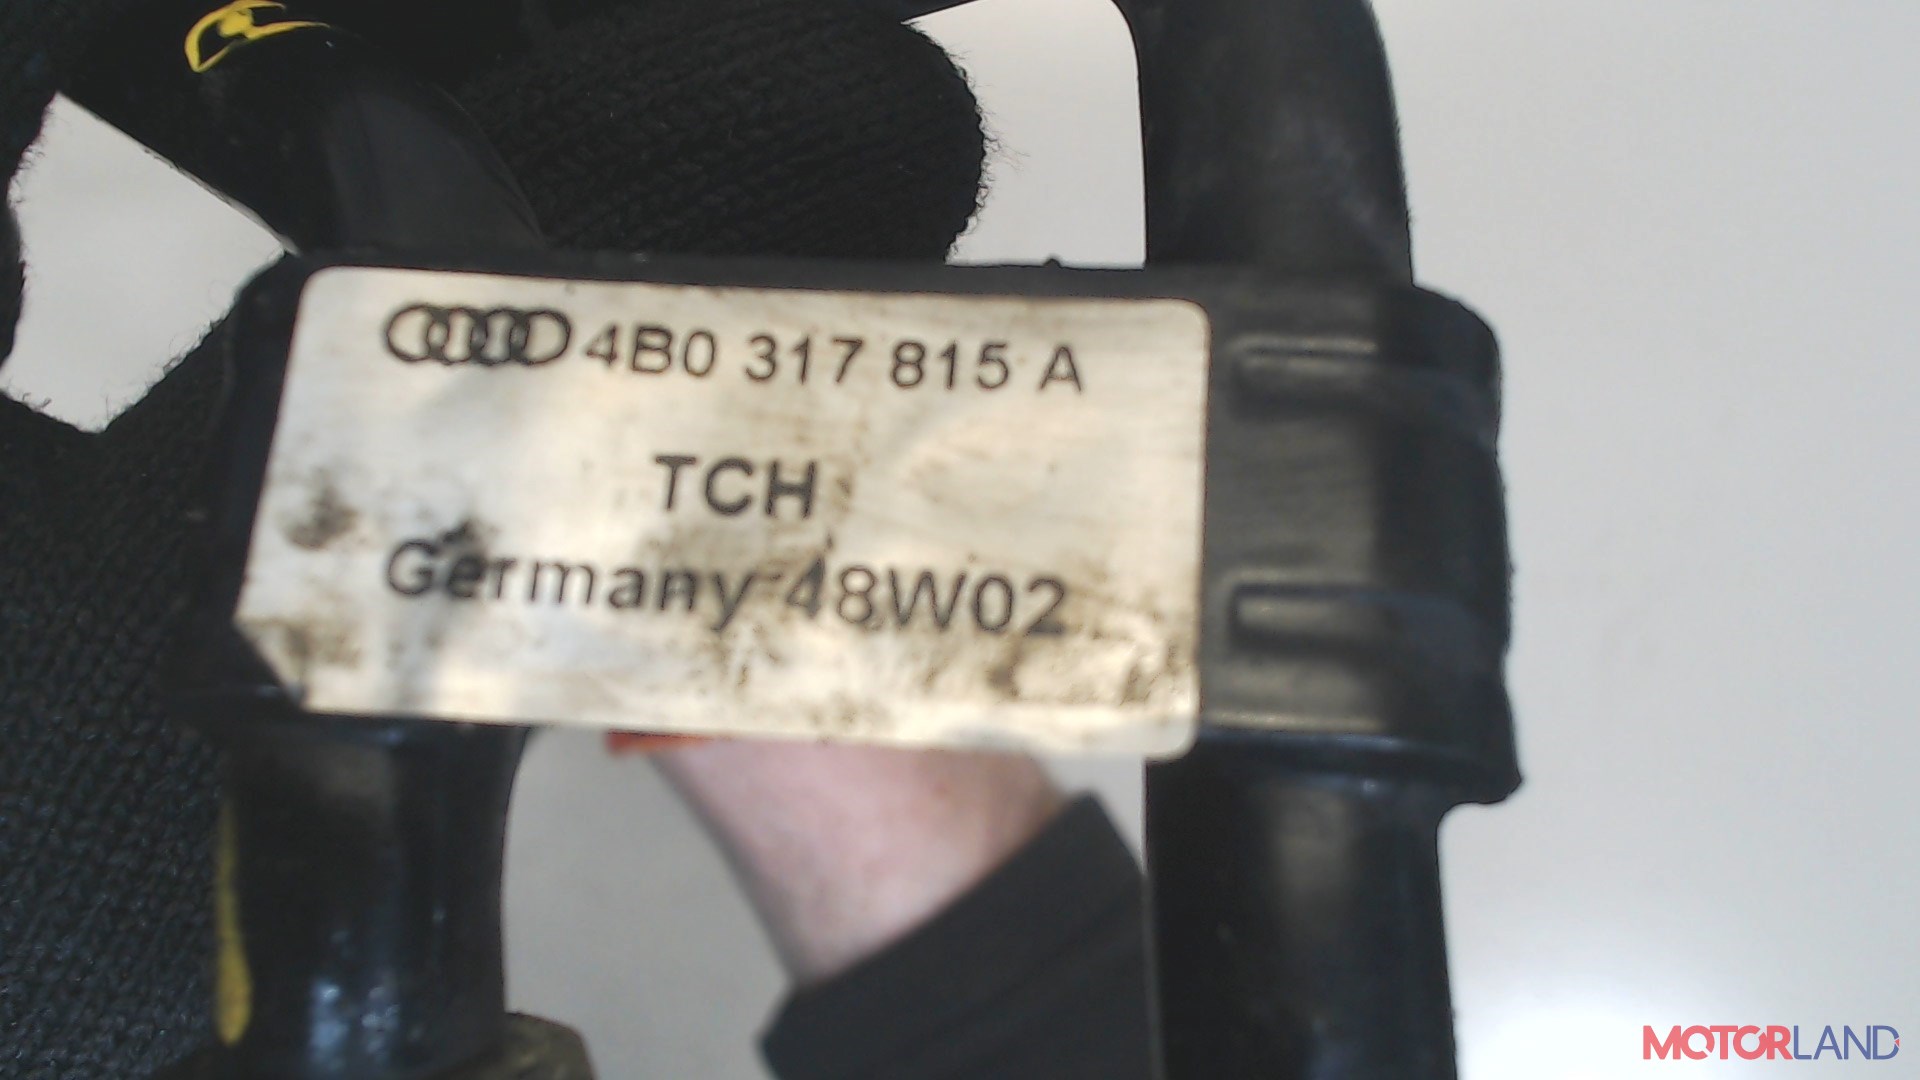 4B0 317 815 A
TCH
Germany 48W02
MOTORLAND